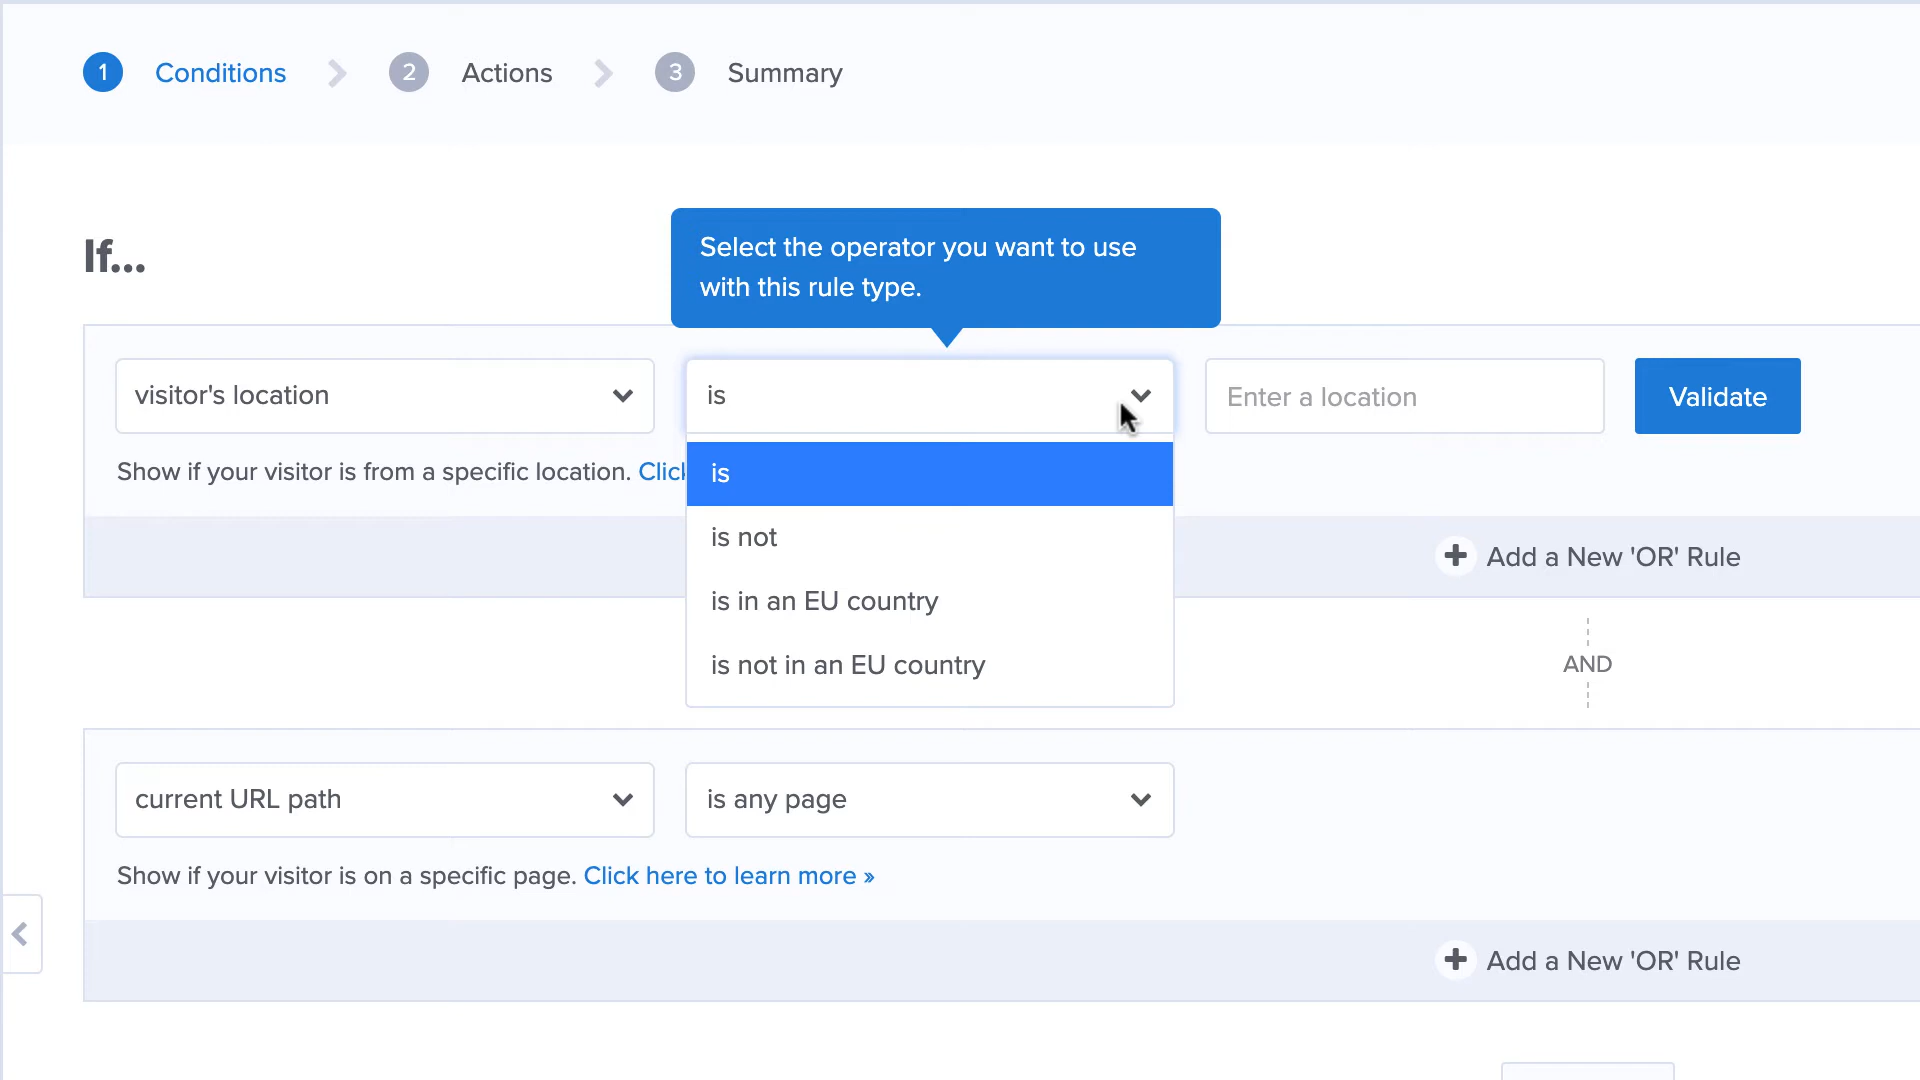 1 Conditions 2 Actions 3 Summary
If...
Select the operator you want to use
with this rule type.
visitor's location is Enter a location Validate
Show if your visitor is from a specific location. Click
is
is not
is in an EU country
is not in an EU country
Add a New 'OR' Rule
AND
current URL path is any page
Show if your visitor is on a specific page. Click here to learn more »
Add a New 'OR' Rule